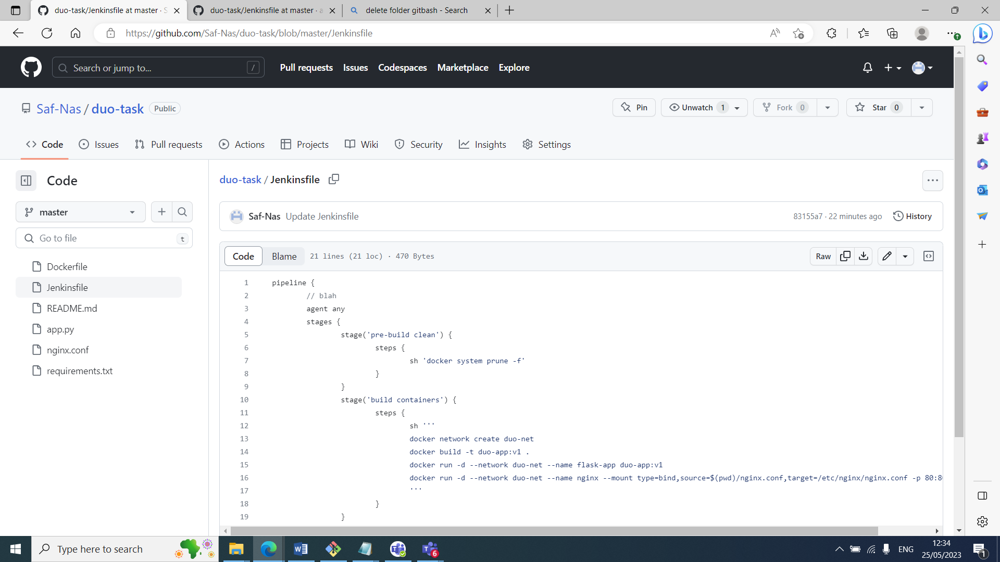 duo-task/Jenkinsfile at master · S
duo-task/Jenkinsfile at master · a
delete folder gitbash - Search
https://github.com/Saf-Nas/duo-task/blob/master/Jenkinsfile
Search or jump to...
/
Pull requests
Issues
Codespaces
Marketplace
Explore
Saf-Nas / duo-task
Public
Pin
Unwatch 1
Fork 0
Star 0
Code
Issues
Pull requests
Actions
Projects
Wiki
Security
Insights
Settings
Code
master
Go to file
t
Dockerfile
Jenkinsfile
README.md
app.py
nginx.conf
requirements.txt
duo-task / Jenkinsfile
Saf-Nas Update Jenkinsfile
83155a7 · 22 minutes ago
History
Code
Blame
21 lines (21 loc) · 470 Bytes
Raw
1 pipeline {
2 // blah
3 agent any
4 stages {
5 stage('pre-build clean') {
6 steps {
7 sh 'docker system prune -f'
8 }
9 }
10 stage('build containers') {
11 steps {
12 sh '''
13 docker network create duo-net
14 docker build -t duo-app:v1 .
15 docker run -d --network duo-net --name flask-app duo-app:v1
16 docker run -d --network duo-net --name nginx --mount type=bind,source=$(pwd)/nginx.conf,target=/etc/nginx/nginx.conf -p 80:8
17 '''
18 }
19 }
Type here to search
6
ENG
12:34
25/05/2023
1